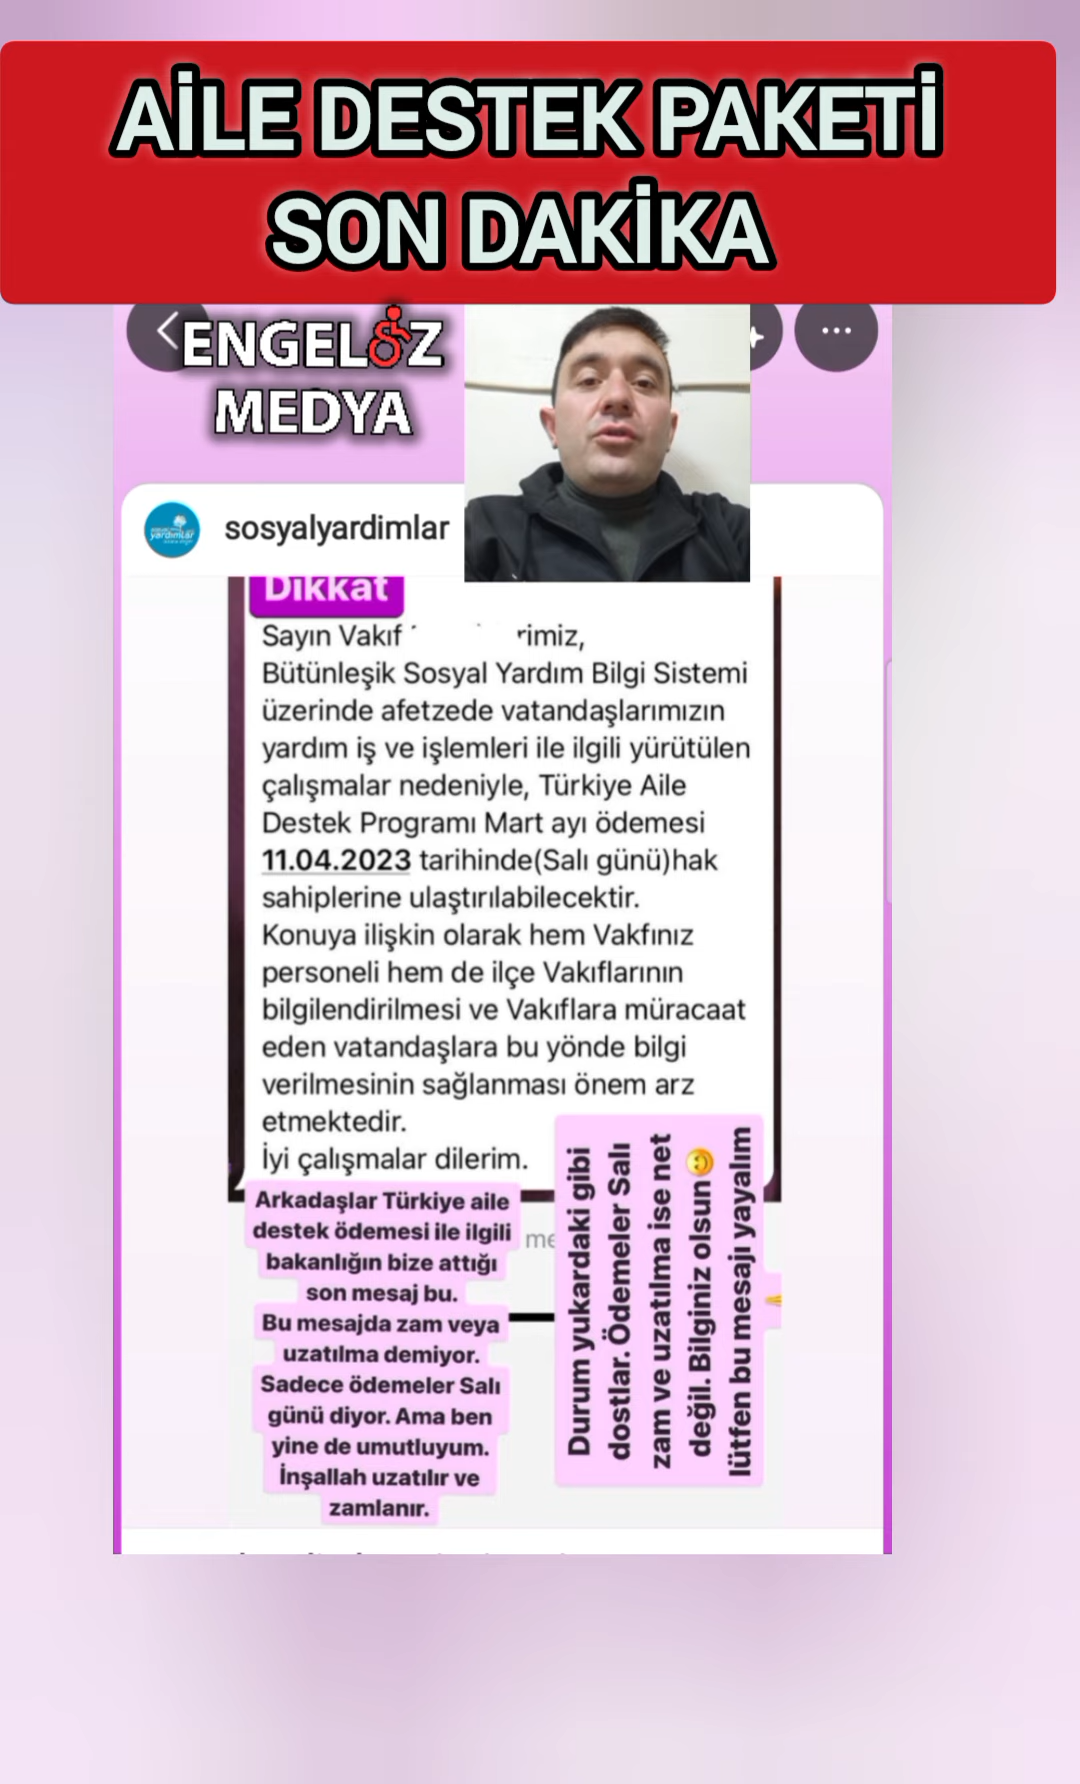 AİLE DESTEK PAKETİ
SON DAKİKA
ENGELSİZ
MEDYA
sosyalyardimlar
Dikkat
Sayın Vakıf rimiz,
Bütünleşik Sosyal Yardım Bilgi Sistemi
üzerinde afetzede vatandaşlarımızın
yardım iş ve işlemleri ile ilgili yürütülen
çalışmalar nedeniyle, Türkiye Aile
Destek Programı Mart ayı ödemesi
11.04.2023 tarihinde(Salı günü)hak
sahiplerine ulaştırılabilecektir.
Konuya ilişkin olarak hem Vakfınız
personeli hem de ilçe Vakıflarının
bilgilendirilmesi ve Vakıflara müracaat
eden vatandaşlara bu yönde bilgi
verilmesinin sağlanması önem arz
etmektedir.
İyi çalışmalar dilerim.
Arkadaşlar Türkiye aile
destek ödemesi ile ilgili
bakanlığın bize attığı
son mesaj bu.
Bu mesajda zam veya
uzatılma demiyor.
Sadece ödemeler Salı
günü diyor. Ama ben
yine de umutluyum.
İnşallah uzatılır ve
zamlanır.
Durum yukardaki gibi
dostlar. Ödemeler Salı
zam ve uzatılma ise net
değil. Bilginiz olsun😊
lütfen bu mesajı yayalım